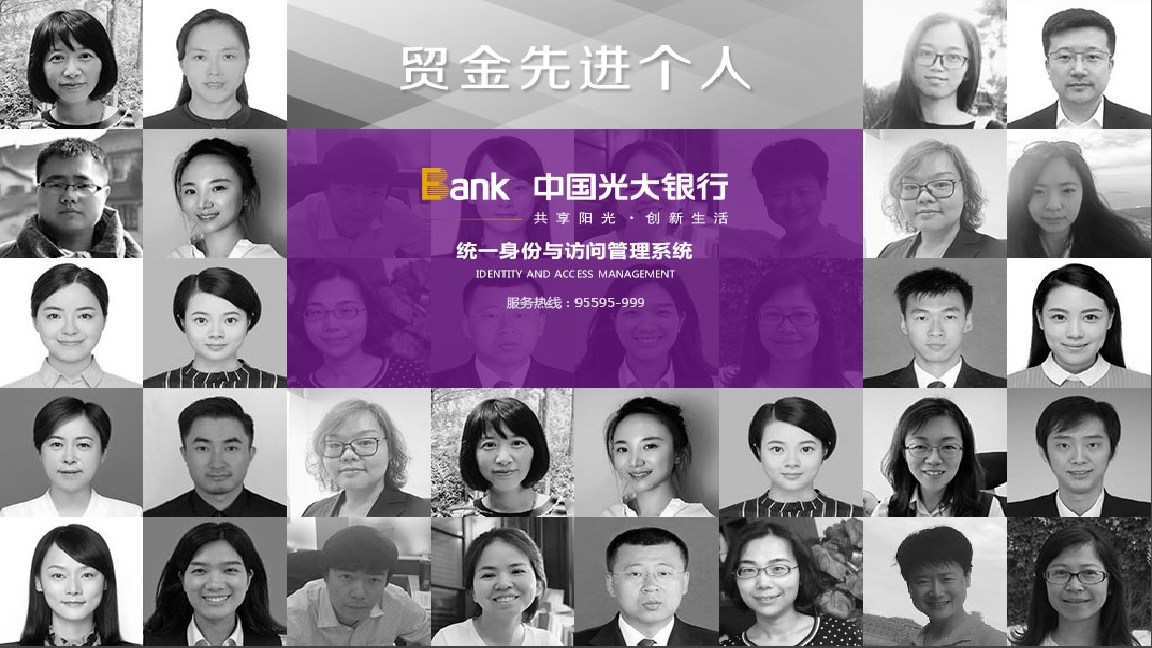 贸金先进个人
Bank 中国光大银行
共享阳光·创新生活
统一身份与访问管理系统
IDENTITY AND ACCESS MANAGEMENT
服务热线：95595-999